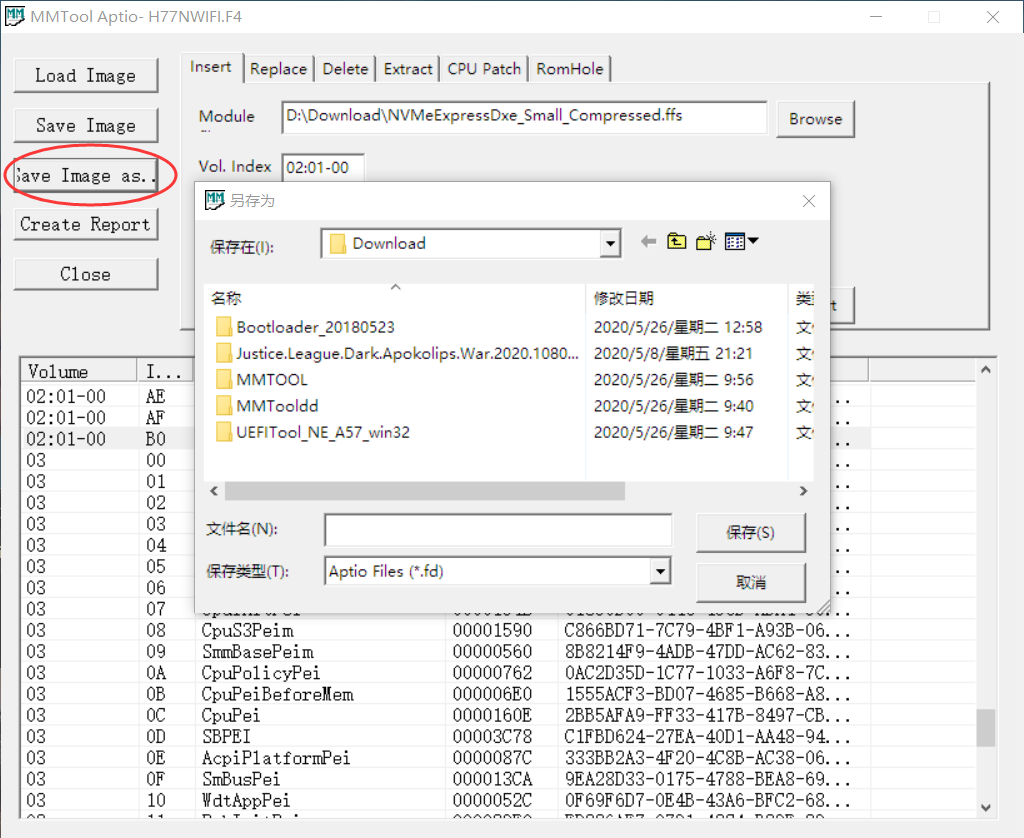 MMTool Aptio- H77NWIFI.F4
Load Image
Save Image
Save Image as..
Create Report
Close
Insert Replace Delete Extract CPU Patch RomHole
Module D:\Download\NVMeExpressDxe_Small_Compressed.ffs Browse
Vol. Index 02:01-00
MM 另存为
保存在(I): Download
名称 修改日期
Bootloader_20180523 2020/5/26/星期二 12:58 文
Justice.League.Dark.Apokolips.War.2020.1080... 2020/5/8/星期五 21:21 文
MMTOOL 2020/5/26/星期二 9:56 文
MMTooldd 2020/5/26/星期二 9:40 文
UEFITool_NE_A57_win32 2020/5/26/星期二 9:47 文
文件名(N): 保存(S)
保存类型(T): Aptio Files (*.fd) 取消
Volume I...
02:01-00 AE
02:01-00 AF
02:01-00 B0
03 00
03 01
03 02
03 03
03 04
03 05
03 06
03 07
03 08 CpuS3Peim 00001590 C866BD71-7C79-4BF1-A93B-06...
03 09 SmmBasePeim 00000560 8B8214F9-4ADB-47DD-AC62-83...
03 0A CpuPolicyPei 00000762 0AC2D35D-1C77-1033-A6F8-7C...
03 0B CpuPeiBeforeMem 000006E0 1555ACF3-BD07-4685-B668-A8...
03 0C CpuPei 0000160E 2BB5AFA9-FF33-417B-8497-CB...
03 0D SBPEI 00003C78 C1FBD624-27EA-40D1-AA48-94...
03 0E AcpiPlatformPei 0000087C 333BB2A3-4F20-4C8B-AC38-06...
03 0F SmBusPei 000013CA 9EA28D33-0175-4788-BEA8-69...
03 10 WdtAppPei 0000052C 0F69F6D7-0E4B-43A6-BFC2-68...